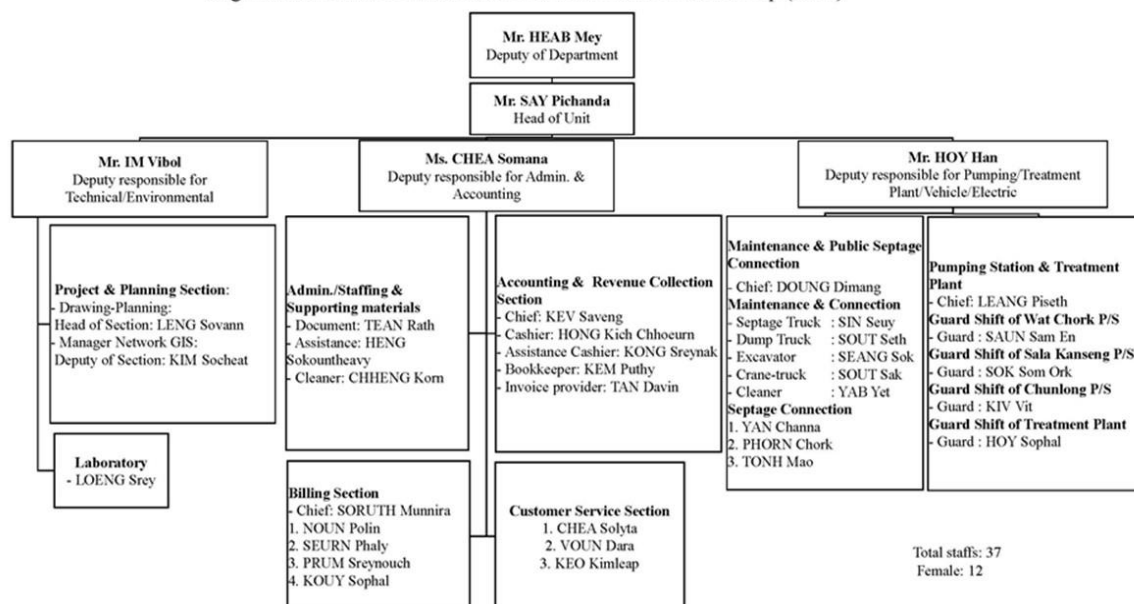 Mr. HEAB Mey
Deputy of Department
Mr. SAY Pichanda
Head of Unit
Mr. IM Vibol
Deputy responsible for
Technical/Environmental
Ms. CHEA Somana
Deputy responsible for Admin. &
Accounting
Mr. HOY Han
Deputy responsible for Pumping/Treatment
Plant/Vehicle/Electric
Project & Planning Section:
- Drawing-Planning:
Head of Section: LENG Sovann
- Manager Network GIS:
Deputy of Section: KIM Socheat
Laboratory
- LOENG Srey
Admin./Staffing &
Supporting materials
- Document: TEAN Rath
- Assistance: HENG
Sokountheavy
- Cleaner: CHHENG Korn
Accounting & Revenue Collection
Section
- Chief: KEV Saveng
- Cashier: HONG Kich Chhoeurn
- Assistance Cashier: KONG Sreynak
- Bookkeeper: KEM Puthy
- Invoice provider: TAN Davin
Billing Section
- Chief: SORUTH Munnira
1. NOUN Polin
2. SEURN Phaly
3. PRUM Sreynouch
4. KOUY Sophal
Customer Service Section
1. CHEA Solyta
2. VOUN Dara
3. KEO Kimleap
Maintenance & Public Septage
Connection
- Chief: DOUNG Dimang
Maintenance & Connection
- Septage Truck : SIN Seuy
- Dump Truck : SOUT Seth
- Excavator : SEANG Sok
- Crane-truck : SOUT Sak
- Cleaner : YAB Yet
Septage Connection
1. YAN Channa
2. PHORN Chork
3. TONH Mao
Pumping Station & Treatment
Plant
- Chief: LEANG Piseth
Guard Shift of Wat Chork P/S
- Guard : SAUN Sam En
Guard Shift of Sala Kanseng P/S
- Guard : SOK Som Ork
Guard Shift of Chunlong P/S
- Guard : KIV Vit
Guard Shift of Treatment Plant
- Guard : HOY Sophal
Total staffs: 37
Female: 12